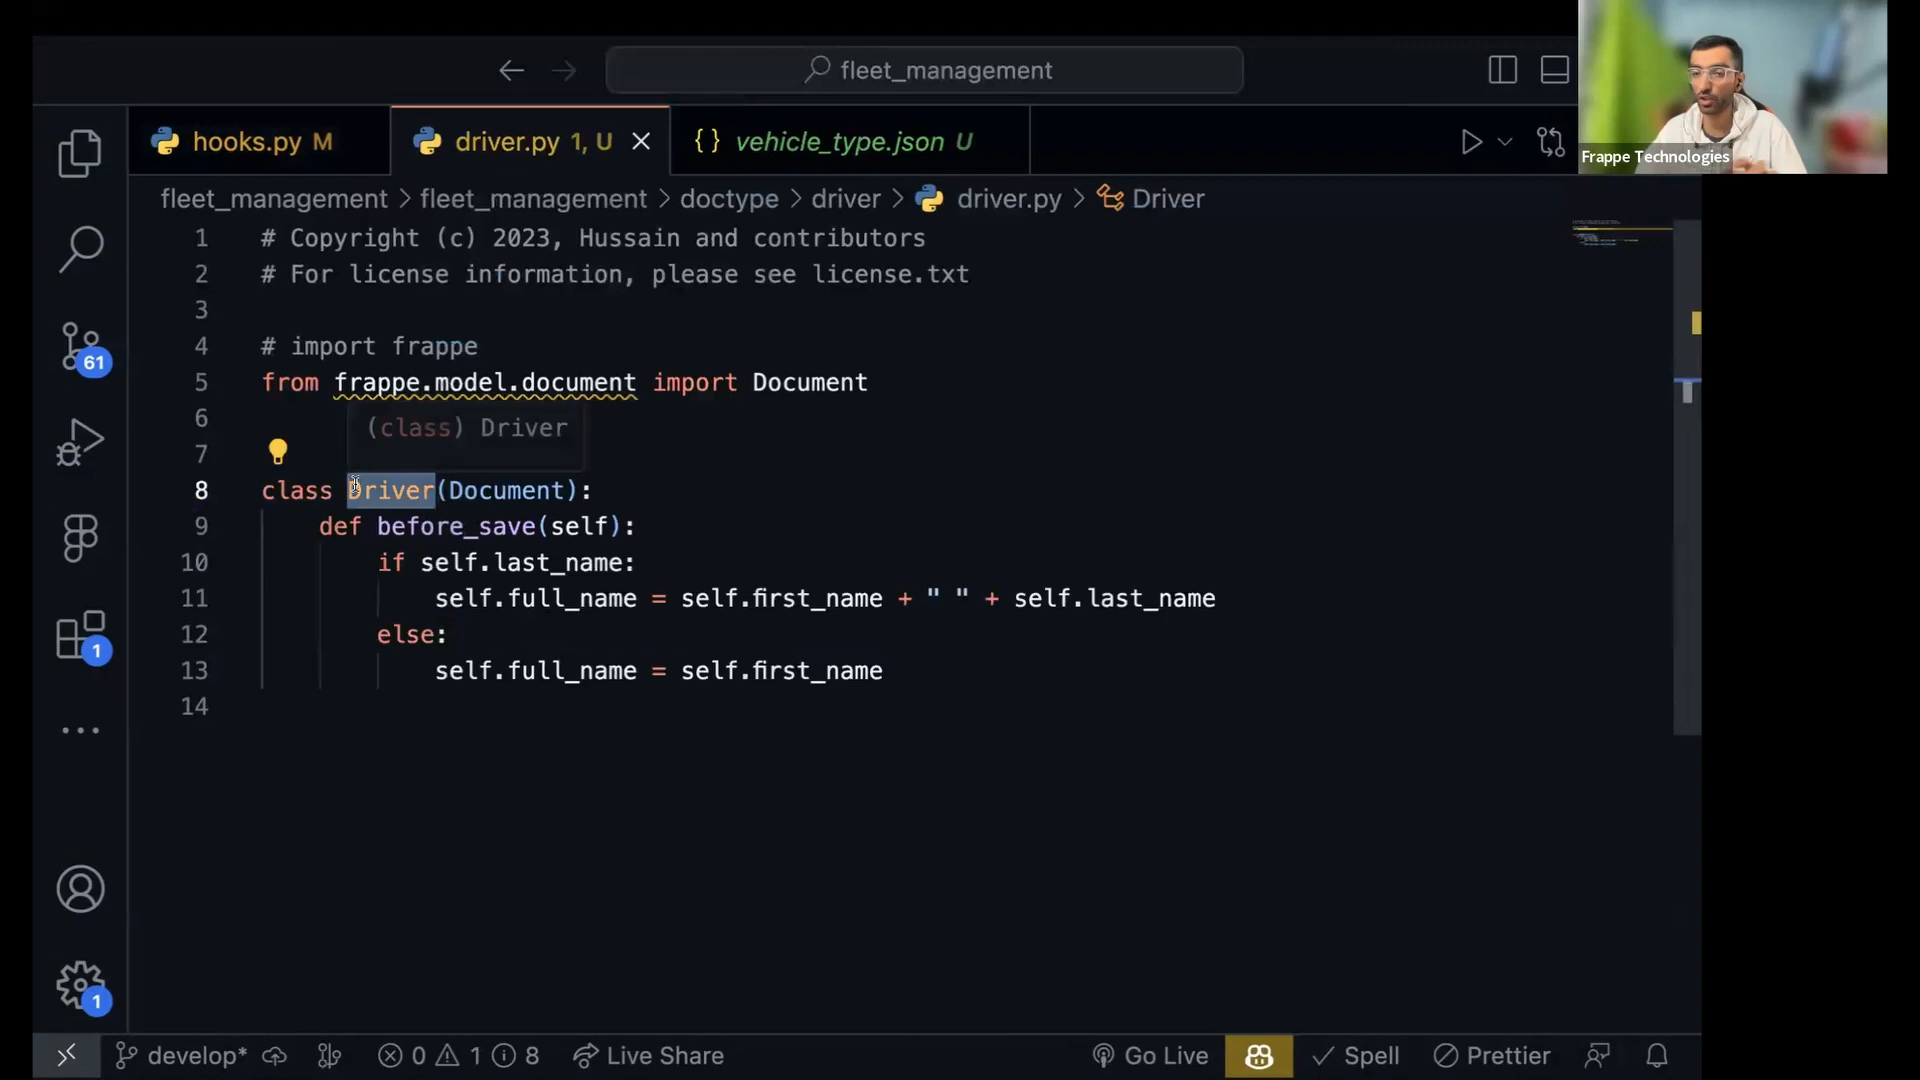 fleet_management
Frappe Technologies
hooks.py M
driver.py 1, U
{} vehicle_type.json U
fleet_management > fleet_management > doctype > driver > driver.py > Driver
1 # Copyright (c) 2023, Hussain and contributors
2 # For license information, please see license.txt
3
4 # import frappe
5 from frappe.model.document import Document
6
(class) Driver
7
8 class Driver(Document):
9 def before_save(self):
10 if self.last_name:
11 self.full_name = self.first_name + " " + self.last_name
12 else:
13 self.full_name = self.first_name
14
61
1
1
develop* 0 1 8 Live Share Go Live Spell Prettier